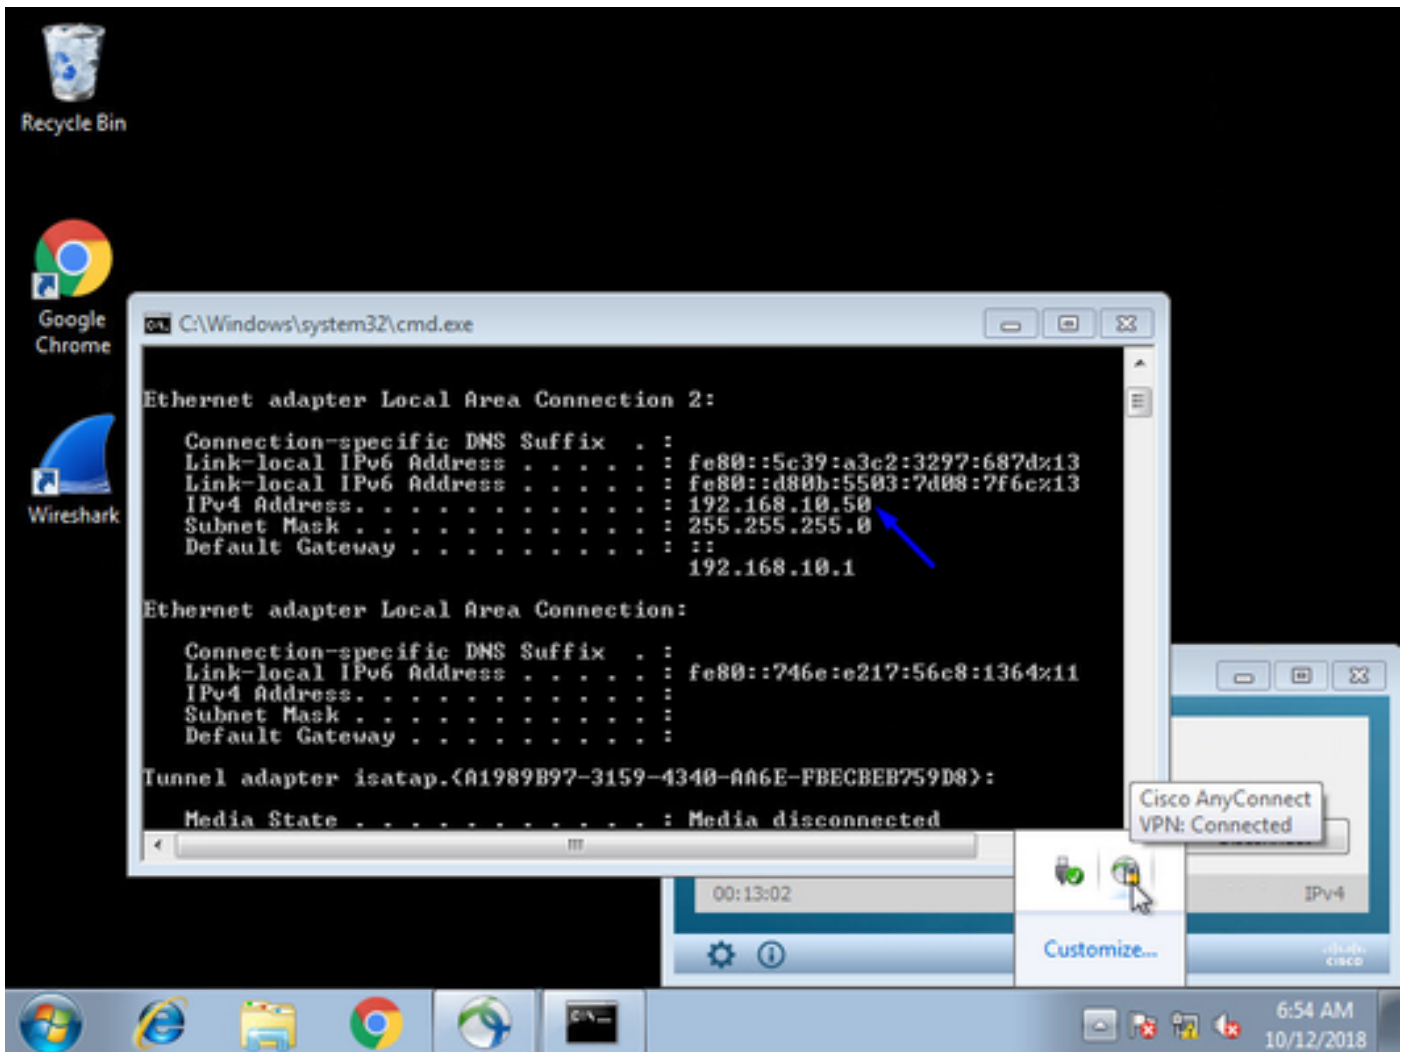 Recycle Bin
Google
Chrome
Wireshark
C:\Windows\system32\cmd.exe
Ethernet adapter Local Area Connection 2:
Connection-specific DNS Suffix . :
Link-local IPv6 Address . . . . . : fe80::5c39:a3c2:3297:687d%13
Link-local IPv6 Address . . . . . : fe80::d80b:5503:7d08:7f6c%13
IPv4 Address. . . . . . . . . . . : 192.168.10.50
Subnet Mask . . . . . . . . . . . : 255.255.255.0
Default Gateway . . . . . . . . . : ::
192.168.10.1
Ethernet adapter Local Area Connection:
Connection-specific DNS Suffix . :
Link-local IPv6 Address . . . . . : fe80::746e:e217:56c8:1364%11
IPv4 Address. . . . . . . . . . . :
Subnet Mask . . . . . . . . . . . :
Default Gateway . . . . . . . . . :
Tunnel adapter isatap.{A1989B97-3159-4340-AA6E-FBECBEB759D8}:
Media State . . . . . . . . . . . : Media disconnected
Cisco AnyConnect
VPN: Connected
00:13:02
IPv4
Customize...
CISCO
6:54 AM
10/12/2018